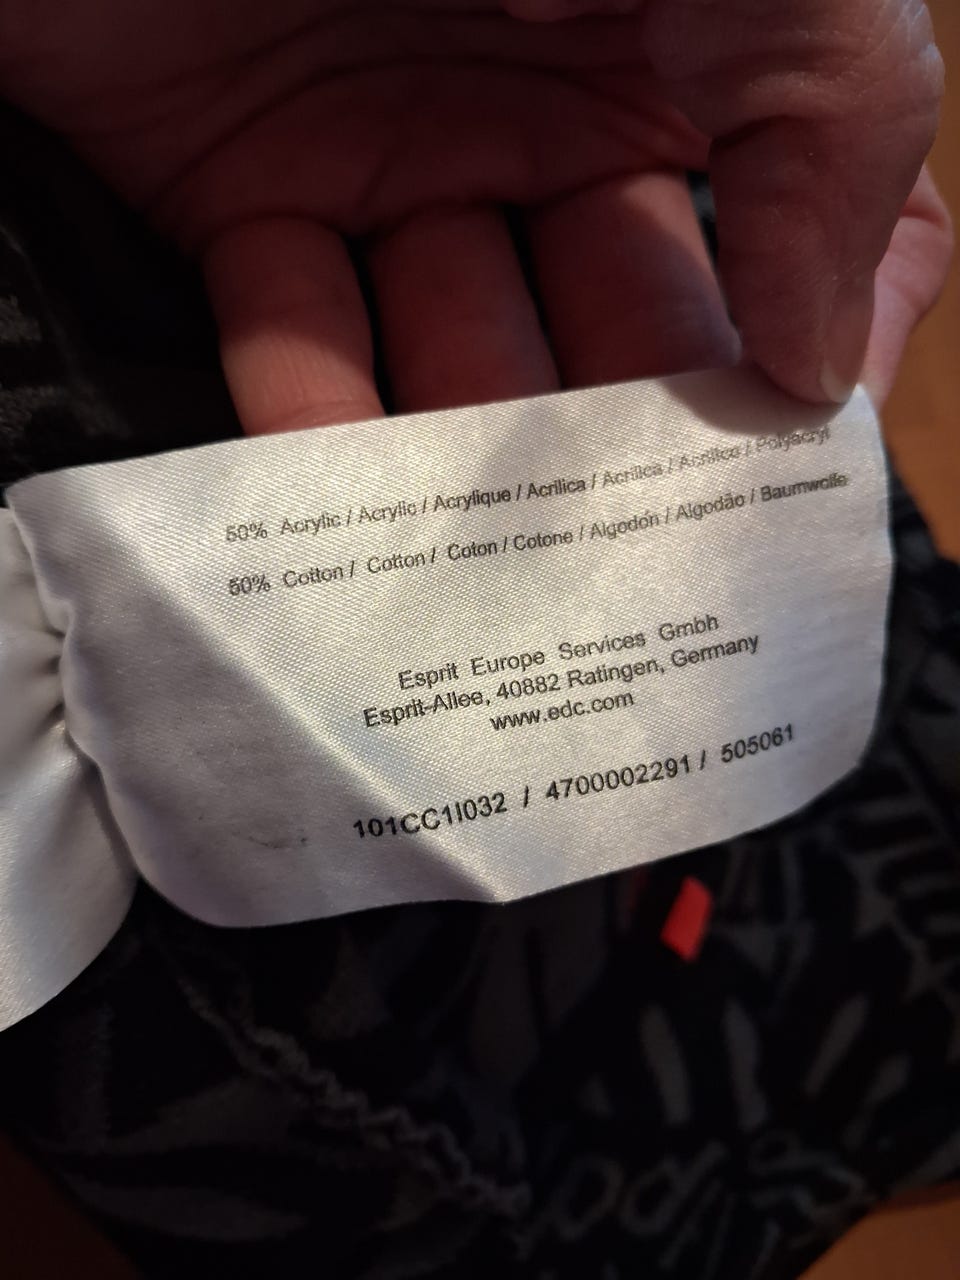 50% Acrylic / Acrylic / Acrylique / Acrilica / Acrilica / Acrílico / Polyacryl
50% Cotton / Cotton / Coton / Cotone / Algodón / Algodão / Baumwolle
Esprit Europe Services Gmbh
Esprit-Allee, 40882 Ratingen, Germany
www.edc.com
101CC1I032 / 4700002291 / 505061